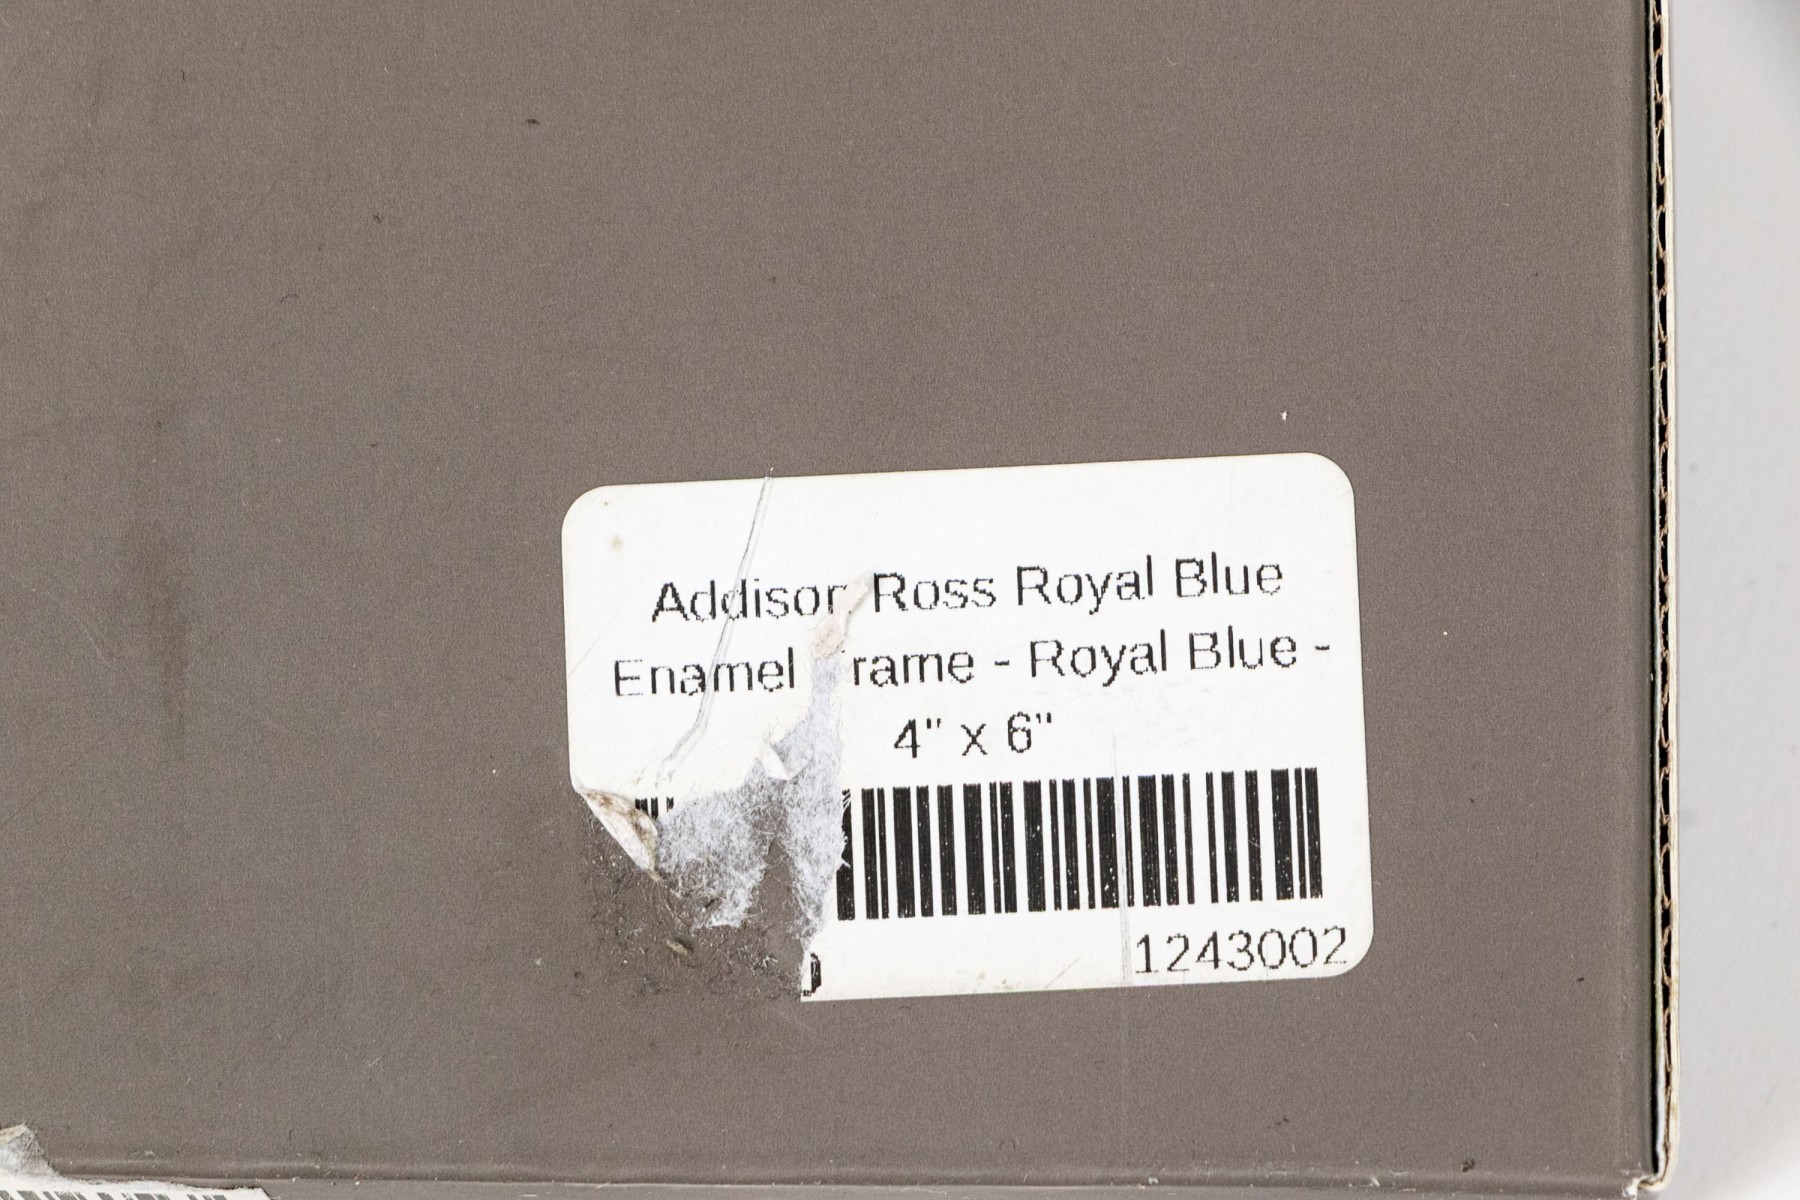 Addison Ross Royal Blue
Enamel Frame - Royal Blue -
4" x 6"
1243002